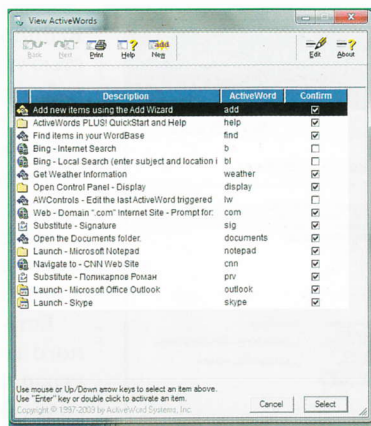 View ActiveWords
Back Next Print Help New Edit About
Description ActiveWord Confirm
Add new items using the Add Wizard add
ActiveWords PLUS! QuickStart and Help help
Find items in your WordBase find
Bing - Internet Search b
Bing - Local Search (enter subject and location i bl
Get Weather Information weather
Open Control Panel - Display display
AWControls - Edit the last ActiveWord triggered lw
Web - Domain ".com" Internet Site - Prompt for: com
Substitute - Signature sig
Open the Documents folder. documents
Launch - Microsoft Notepad notepad
Navigate to - CNN Web Site cnn
Substitute - Поликарпов Роман prv
Launch - Microsoft Office Outlook outlook
Launch - Skype skype
Use mouse or Up/Down arrow keys to select an item above.
Use "Enter" key or double click to activate an item.
Copyright © 1997-2003 by ActiveWord Systems, Inc.
Cancel Select